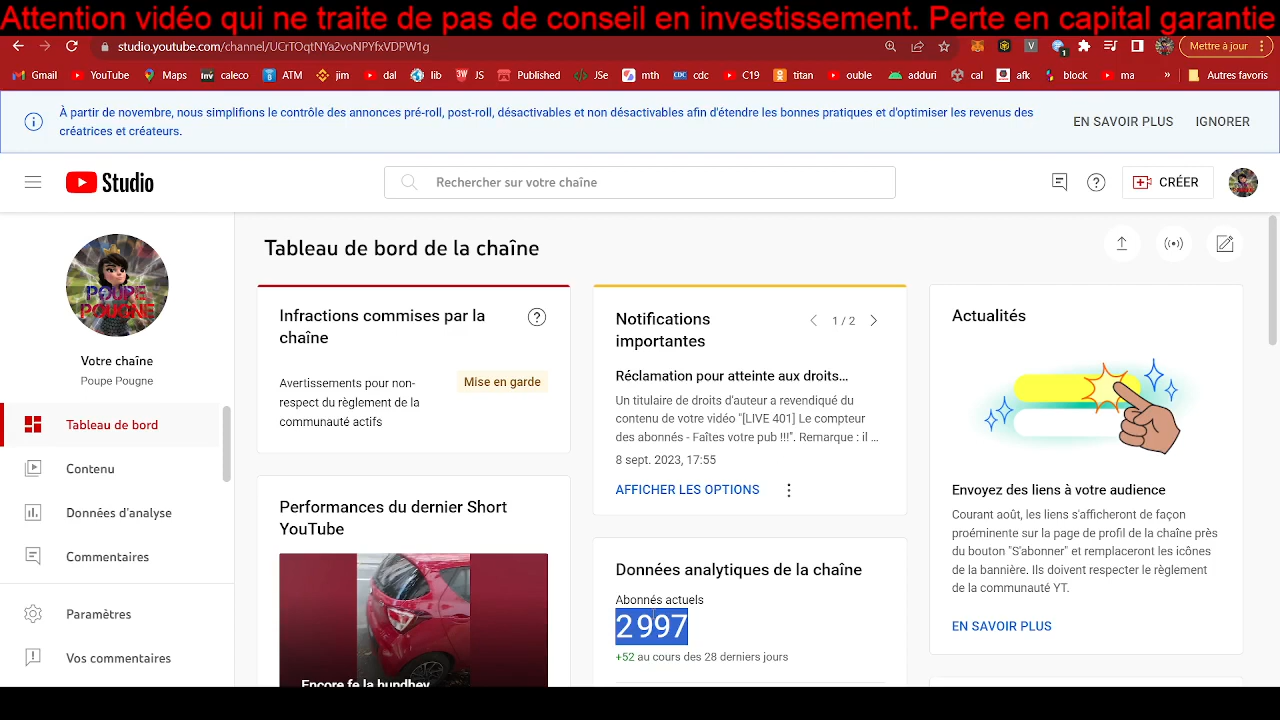 Attention vidéo qui ne traite de pas de conseil en investissement. Perte en capital garantie
studio.youtube.com/channel/UCrTOqtNYa2voNPYfxVDPW1g
Mettre à jour
Gmail YouTube Maps caleco ATM jim dal lib JS Published JSe mth cdc C19 titan ouble adduri cal afk block ma » Autres favoris
À partir de novembre, nous simplifions le contrôle des annonces pré-roll, post-roll, désactivables et non désactivables afin d'étendre les bonnes pratiques et d'optimiser les revenus des
créatrices et créateurs.
EN SAVOIR PLUS IGNORER
Studio
Rechercher sur votre chaîne
CRÉER
POUPE
POUGNE
Votre chaîne
Poupe Pougne
Tableau de bord
Contenu
Données d'analyse
Commentaires
Paramètres
Vos commentaires
Tableau de bord de la chaîne
Infractions commises par la
chaîne
Avertissements pour non-
respect du règlement de la
communauté actifs
Mise en garde
Performances du dernier Short
YouTube
Encore fe la hundbey
Notifications
importantes
1 / 2
Réclamation pour atteinte aux droits...
Un titulaire de droits d'auteur a revendiqué du
contenu de votre vidéo "[LIVE 401] Le compteur
des abonnés - Faîtes votre pub !!!". Remarque : il ...
8 sept. 2023, 17:55
AFFICHER LES OPTIONS
Données analytiques de la chaîne
Abonnés actuels
2 997
+52 au cours des 28 derniers jours
Actualités
Envoyez des liens à votre audience
Courant août, les liens s'afficheront de façon
proéminente sur la page de profil de la chaîne près
du bouton "S'abonner" et remplaceront les icônes
de la bannière. Ils doivent respecter le règlement
de la communauté YT.
EN SAVOIR PLUS